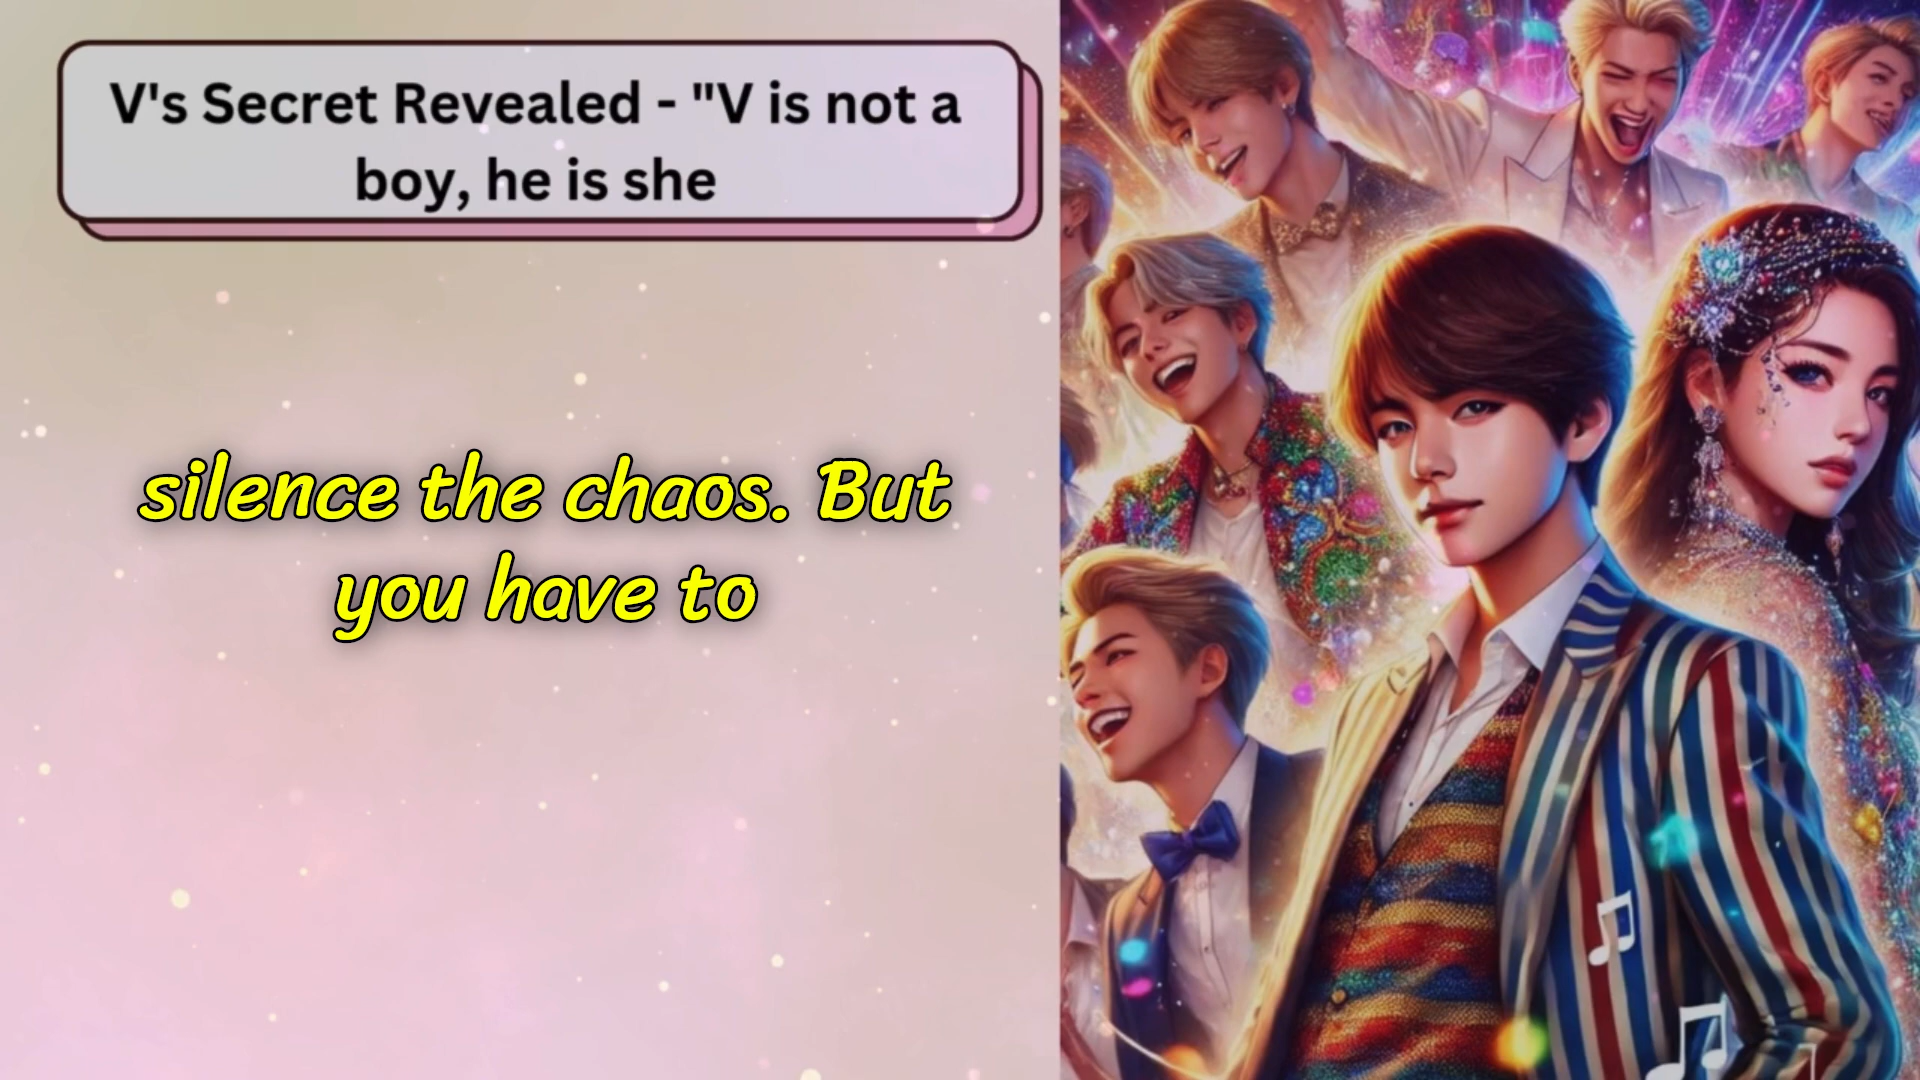 V's Secret Revealed - "V is not a
boy, he is she
silence the chaos. But
you have to